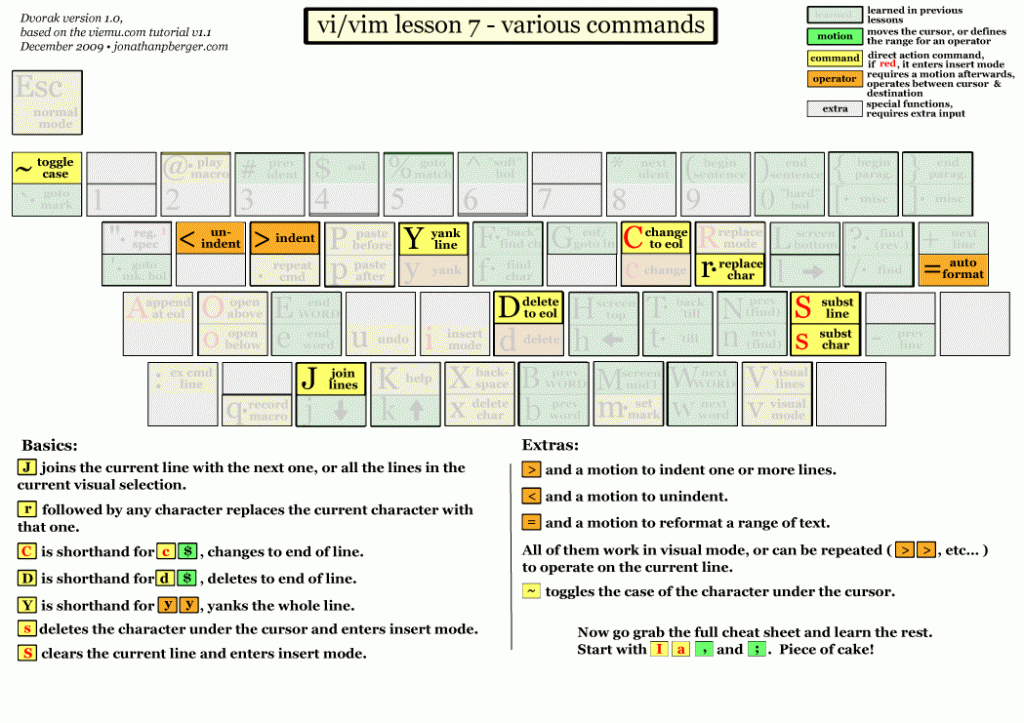 Dvorak version 1.0,
based on the viemu.com tutorial v1.1
December 2009 • jonathanpberger.com
vi/vim lesson 7 - various commands
learned
learned in previous
lessons
motion
moves the cursor, or defines
the range for an operator
command
direct action command,
if red, it enters insert mode
operator
requires a motion afterwards,
operates between cursor &
destination
extra
special functions,
requires extra input
Esc
normal
mode
~ toggle
case
`· goto
mark
1
@· play
macro
2
# prev
ident
3
$ eol
4
% goto
match
5
^ "soft"
bol
6
7
* next
ident
8
( begin
sentence
9
) end
sentence
0 "hard"
bol
{ begin
parag.
[· misc
} end
parag.
]· misc
"· reg. 1
spec
'· goto
mk. bol
< un-
indent
> indent
. repeat
cmd
P paste
before
p paste
after
Y yank
line
y yank
F· "back"
find ch
f· find
char
G eof/
goto ln
C change
to eol
c change
R replace
mode
r· replace
char
L screen
bottom
l ➔
?· find
(rev.)
/· find
+ next
line
= auto
format
A append
at eol
O open
above
o open
below
E end
WORD
e end
word
u undo
i insert
mode
D delete
to eol
d delete
H screen
top
h ←
T· back
till
t· till
N prev
(find)
n next
(find)
S subst
line
s subst
char
- prev
line
: ex cmd
line
q· record
macro
J join
lines
j ↓
K help
k ↑
X back-
space
x delete
char
B prev
WORD
b prev
word
M screen
mid'l
m· set
mark
W next
WORD
w next
word
V visual
lines
v visual
mode
Basics:
J joins the current line with the next one, or all the lines in the
current visual selection.
r followed by any character replaces the current character with
that one.
C is shorthand for c $ , changes to end of line.
D is shorthand for d $ , deletes to end of line.
Y is shorthand for y y , yanks the whole line.
s deletes the character under the cursor and enters insert mode.
S clears the current line and enters insert mode.
Extras:
> and a motion to indent one or more lines.
< and a motion to unindent.
= and a motion to reformat a range of text.
All of them work in visual mode, or can be repeated ( > > , etc... )
to operate on the current line.
~ toggles the case of the character under the cursor.
Now go grab the full cheat sheet and learn the rest.
Start with I a , and ; . Piece of cake!